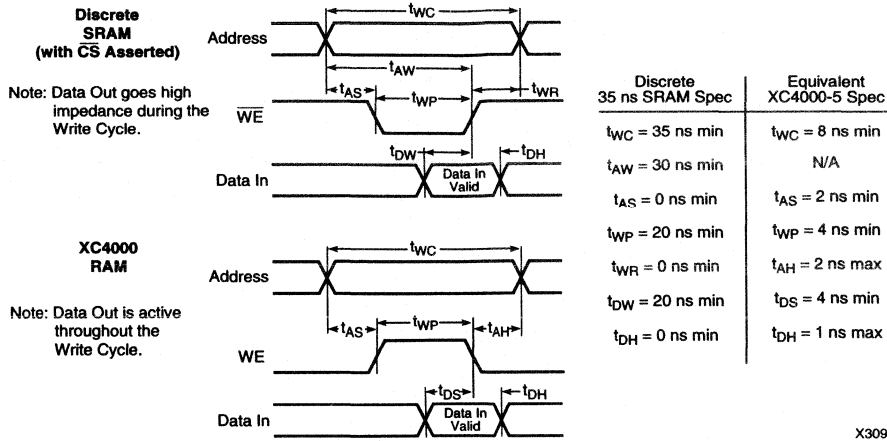 Discrete
SRAM
(with CS Asserted)
Note: Data Out goes high
impedance during the
Write Cycle.
Address
tWC
tAW
tAS
tWP
tWR
WE
tDW
tDH
Data In
Data In
Valid
XC4000
RAM
Note: Data Out is active
throughout the
Write Cycle.
Address
tWC
tAS
tWP
tAH
WE
tDS
tDH
Data In
Data In
Valid
Discrete
35 ns SRAM Spec
Equivalent
XC4000-5 Spec
tWC = 35 ns min
tWC = 8 ns min
tAW = 30 ns min
N/A
tAS = 0 ns min
tAS = 2 ns min
tWP = 20 ns min
tWP = 4 ns min
tWR = 0 ns min
tAH = 2 ns max
tDW = 20 ns min
tDS = 4 ns min
tDH = 0 ns min
tDH = 1 ns max
X309